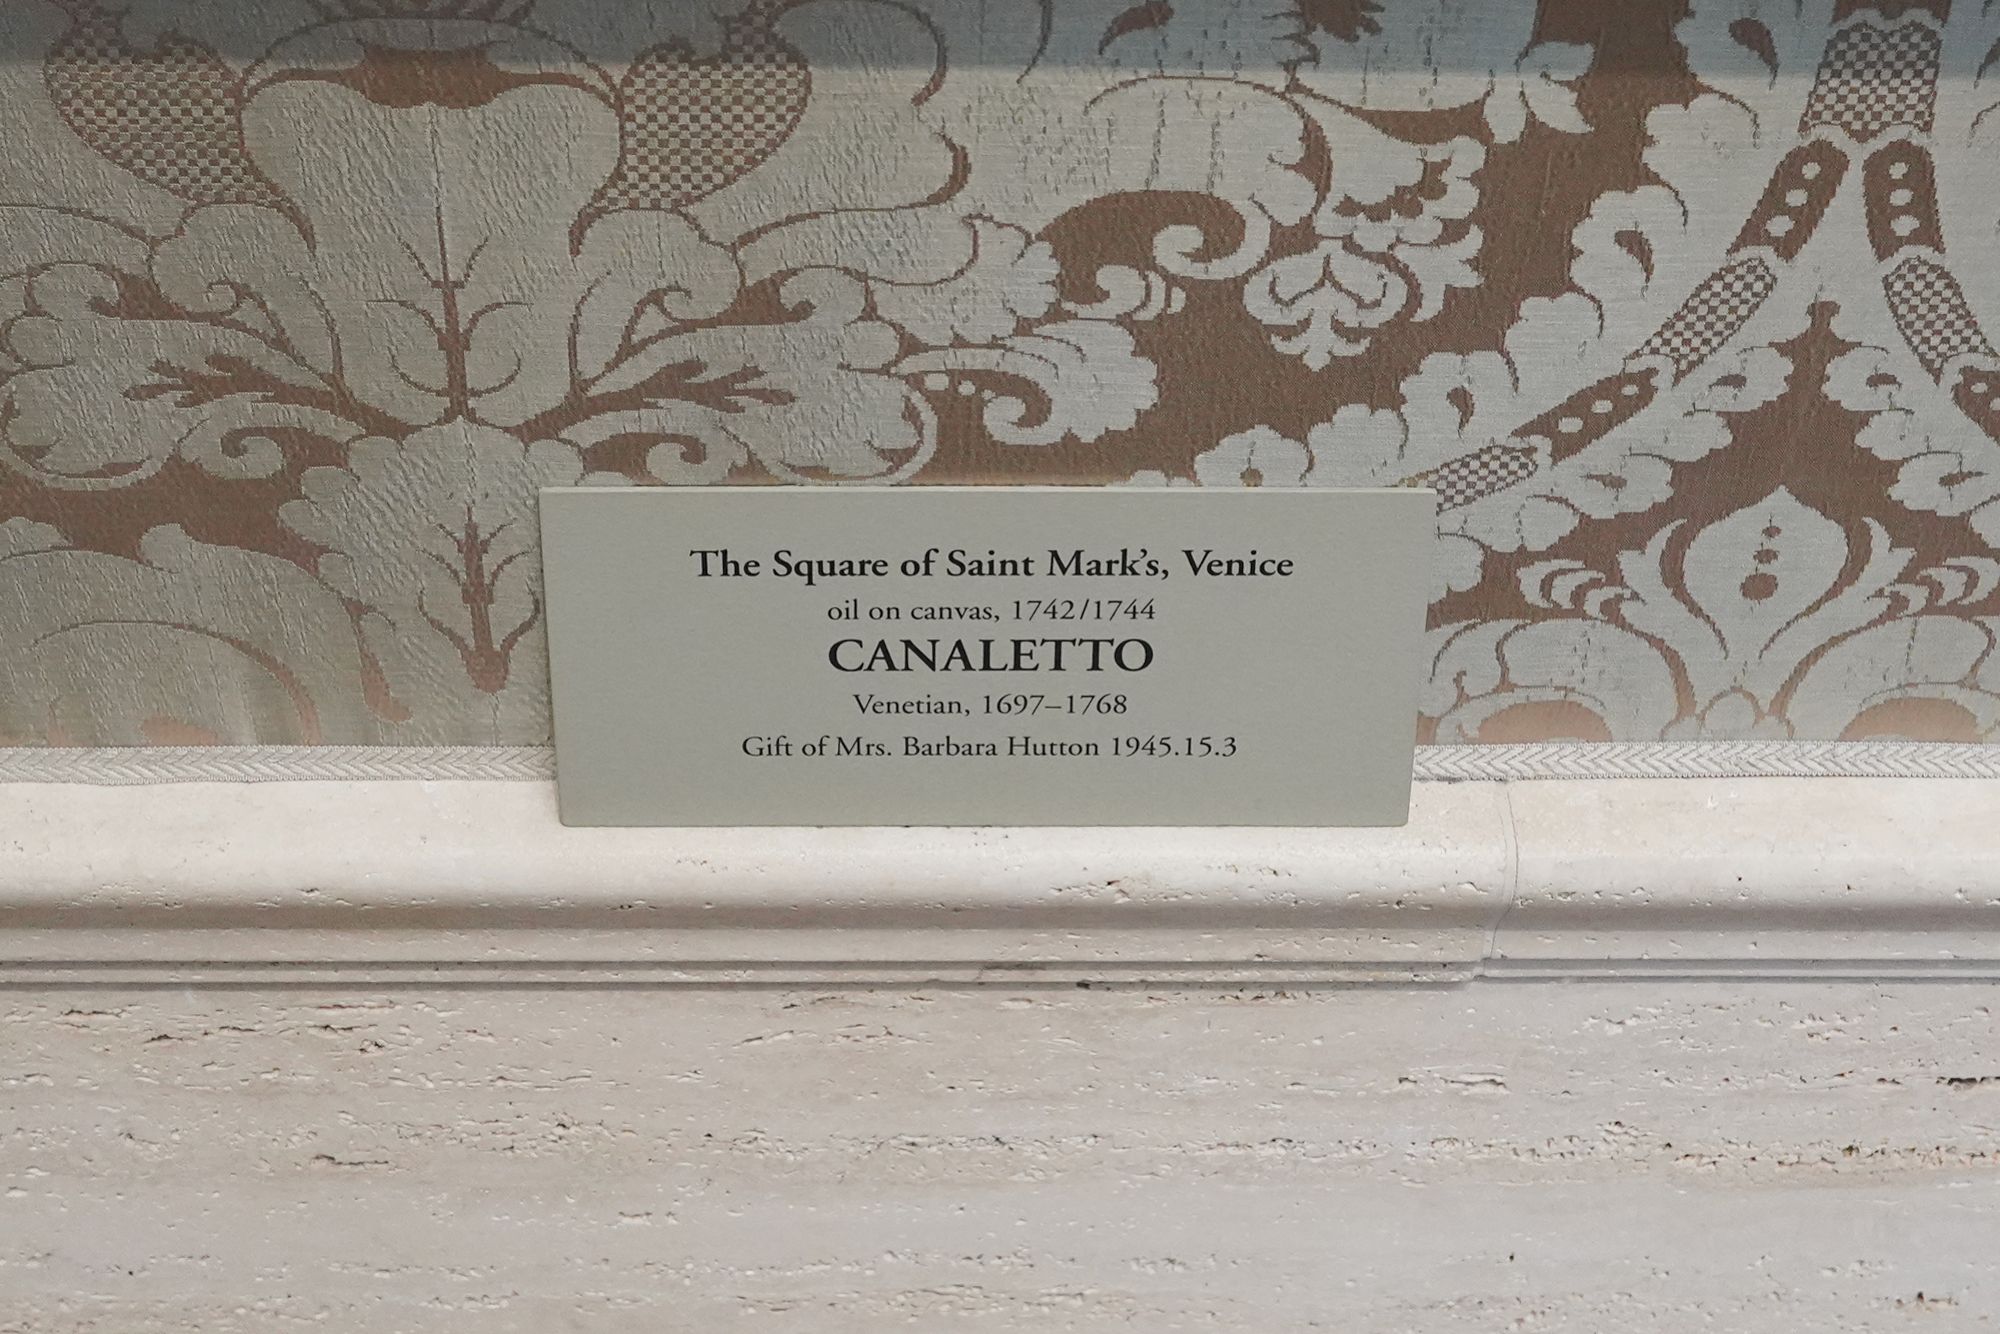 The Square of Saint Mark's, Venice
oil on canvas, 1742/1744
CANALETTO
Venetian, 1697–1768
Gift of Mrs. Barbara Hutton 1945.15.3